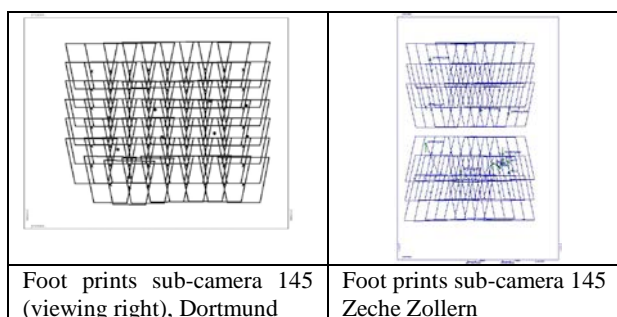 Foot prints sub-camera 145
(viewing right), Dortmund
Foot prints sub-camera 145
Zeche Zollern